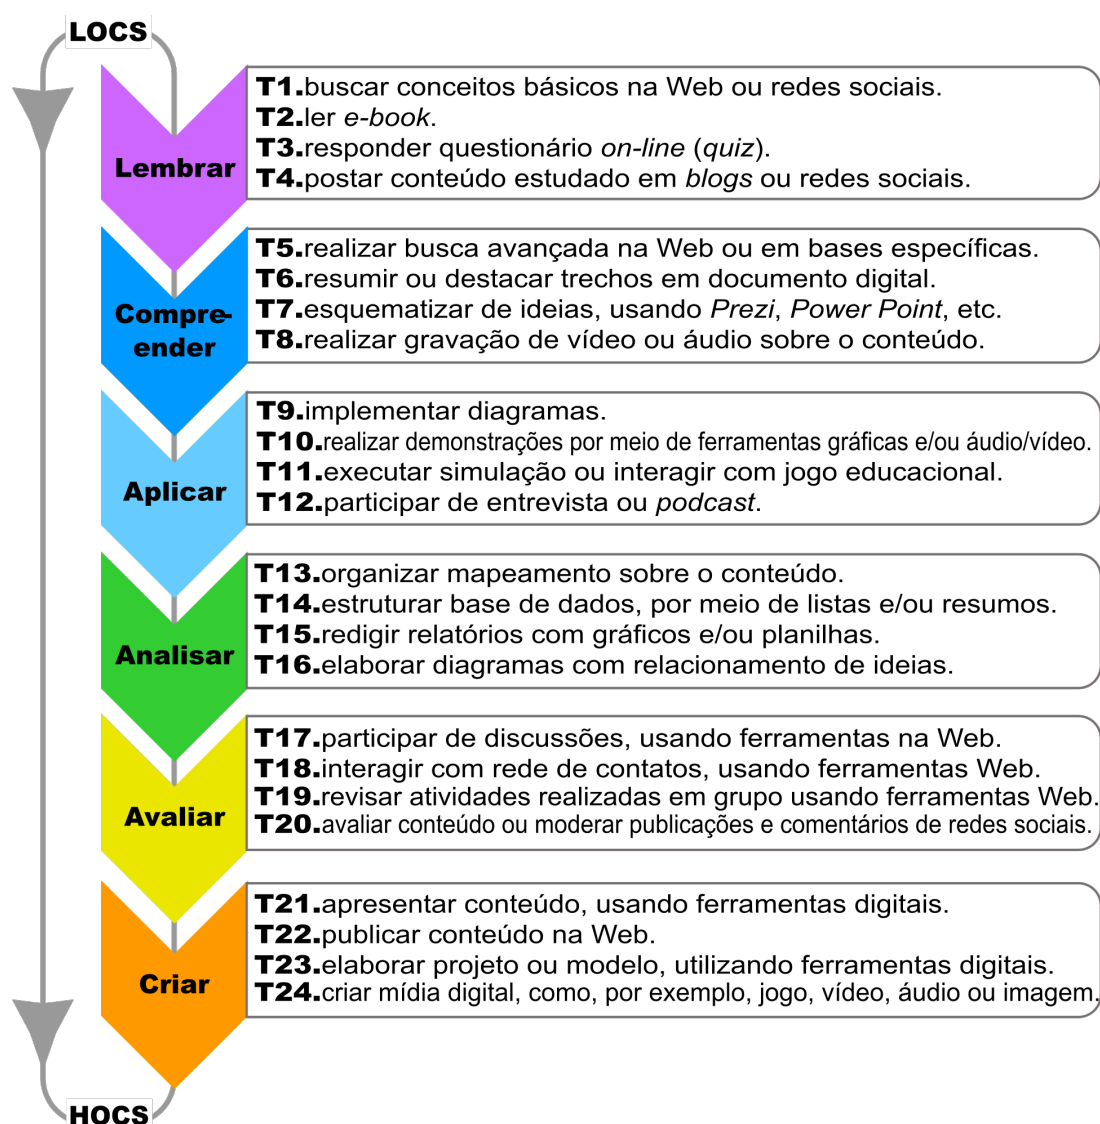 LOCS
Lembrar
T1.buscar conceitos básicos na Web ou redes sociais.
T2.ler e-book.
T3.responder questionário on-line (quiz).
T4.postar conteúdo estudado em blogs ou redes sociais.
Compre-
ender
T5.realizar busca avançada na Web ou em bases específicas.
T6.resumir ou destacar trechos em documento digital.
T7.esquematizar de ideias, usando Prezi, Power Point, etc.
T8.realizar gravação de vídeo ou áudio sobre o conteúdo.
Aplicar
T9.implementar diagramas.
T10.realizar demonstrações por meio de ferramentas gráficas e/ou áudio/vídeo.
T11.executar simulação ou interagir com jogo educacional.
T12.participar de entrevista ou podcast.
Analisar
T13.organizar mapeamento sobre o conteúdo.
T14.estruturar base de dados, por meio de listas e/ou resumos.
T15.redigir relatórios com gráficos e/ou planilhas.
T16.elaborar diagramas com relacionamento de ideias.
Avaliar
T17.participar de discussões, usando ferramentas na Web.
T18.interagir com rede de contatos, usando ferramentas Web.
T19.revisar atividades realizadas em grupo usando ferramentas Web.
T20.avaliar conteúdo ou moderar publicações e comentários de redes sociais.
Criar
T21.apresentar conteúdo, usando ferramentas digitais.
T22.publicar conteúdo na Web.
T23.elaborar projeto ou modelo, utilizando ferramentas digitais.
T24.criar mídia digital, como, por exemplo, jogo, vídeo, áudio ou imagem.
HOCS